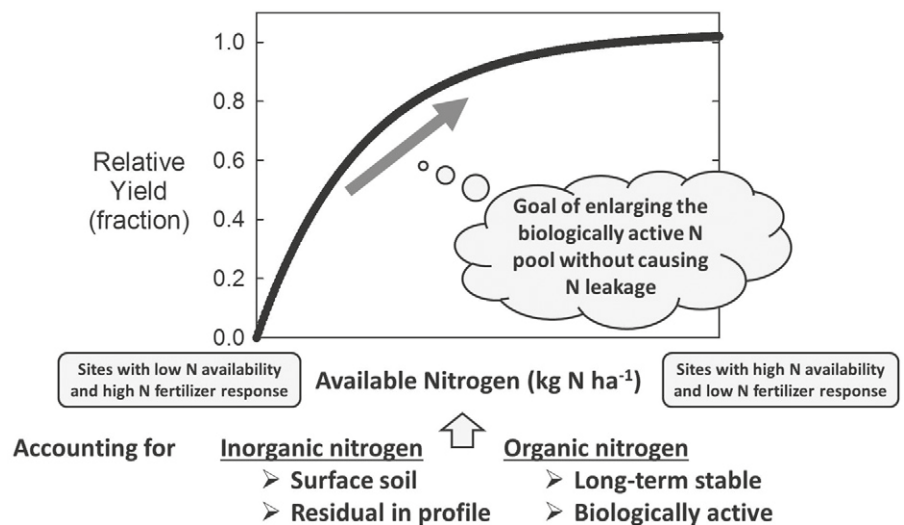 1.0
0.8
0.6
0.4
0.2
0.0
Relative
Yield
(fraction)
Goal of enlarging the
biologically active N
pool without causing
N leakage
Sites with low N availability
and high N fertilizer response
Available Nitrogen (kg N ha⁻¹)
Sites with high N availability
and low N fertilizer response
Accounting for
Inorganic nitrogen
➢ Surface soil
➢ Residual in profile
Organic nitrogen
➢ Long-term stable
➢ Biologically active